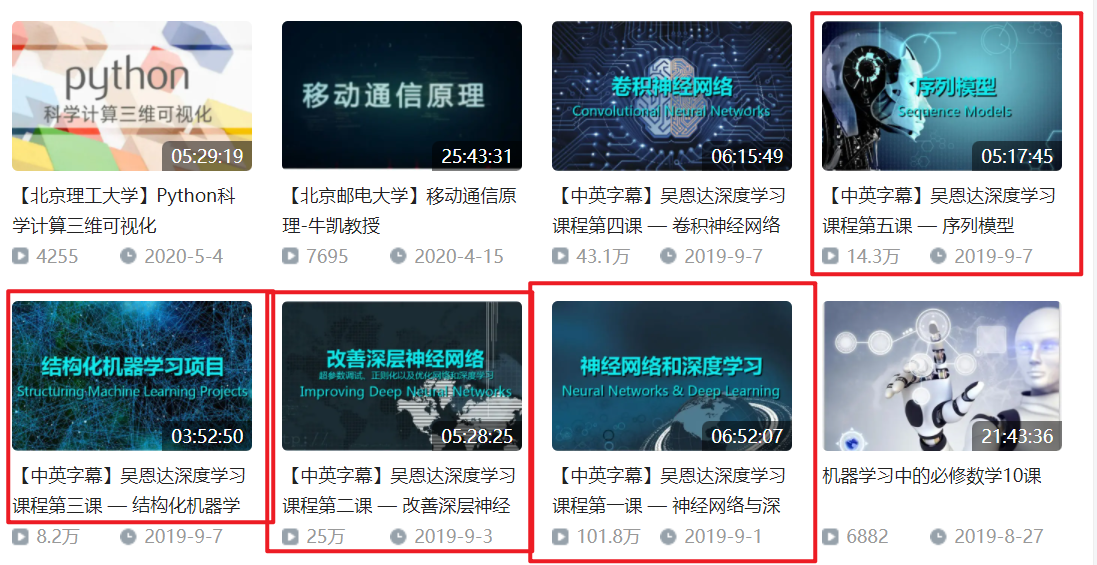 python
科学计算三维可视化
05:29:19
【北京理工大学】Python科
学计算三维可视化
4255
2020-5-4
移动通信原理
25:43:31
【北京邮电大学】移动通信原
理-牛凯教授
7695
2020-4-15
卷积神经网络
Convolutional Neural Networks
06:15:49
【中英字幕】吴恩达深度学习
课程第四课 — 卷积神经网络
43.1万
2019-9-7
序列模型
Sequence Models
05:17:45
【中英字幕】吴恩达深度学习
课程第五课 — 序列模型
14.3万
2019-9-7
结构化机器学习项目
Structuring Machine Learning Projects
03:52:50
【中英字幕】吴恩达深度学习
课程第三课 — 结构化机器学
8.2万
2019-9-7
改善深层神经网络
超参数调试、正则化以及优化网络和深度学习
Improving Deep Neural Networks
05:28:25
【中英字幕】吴恩达深度学习
课程第二课 — 改善深层神经
25万
2019-9-3
神经网络和深度学习
Neural Networks & Deep Learning
06:52:07
【中英字幕】吴恩达深度学习
课程第一课 — 神经网络与深
101.8万
2019-9-1
21:43:36
机器学习中的必修数学10课
6882
2019-8-27